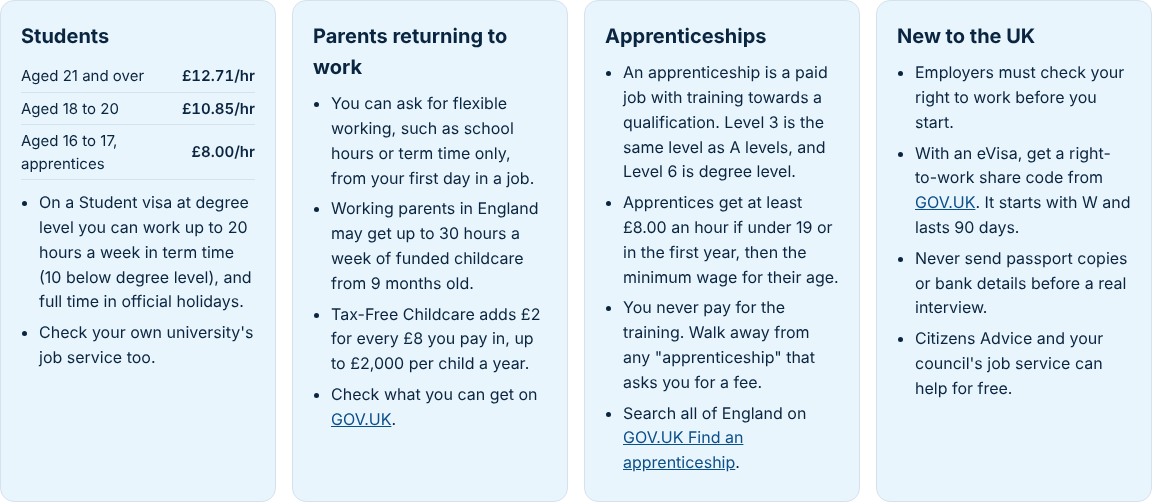 Students
Aged 21 and over £12.71/hr
Aged 18 to 20 £10.85/hr
Aged 16 to 17,
apprentices £8.00/hr
• On a Student visa at degree
level you can work up to 20
hours a week in term time
(10 below degree level), and
full time in official holidays.
• Check your own university's
job service too.
Parents returning to
work
• You can ask for flexible
working, such as school
hours or term time only,
from your first day in a job.
• Working parents in England
may get up to 30 hours a
week of funded childcare
from 9 months old.
• Tax-Free Childcare adds £2
for every £8 you pay in, up
to £2,000 per child a year.
• Check what you can get on
GOV.UK.
Apprenticeships
• An apprenticeship is a paid
job with training towards a
qualification. Level 3 is the
same level as A levels, and
Level 6 is degree level.
• Apprentices get at least
£8.00 an hour if under 19 or
in the first year, then the
minimum wage for their age.
• You never pay for the
training. Walk away from
any "apprenticeship" that
asks you for a fee.
• Search all of England on
GOV.UK Find an
apprenticeship.
New to the UK
• Employers must check your
right to work before you
start.
• With an eVisa, get a right-
to-work share code from
GOV.UK. It starts with W and
lasts 90 days.
• Never send passport copies
or bank details before a real
interview.
• Citizens Advice and your
council's job service can
help for free.